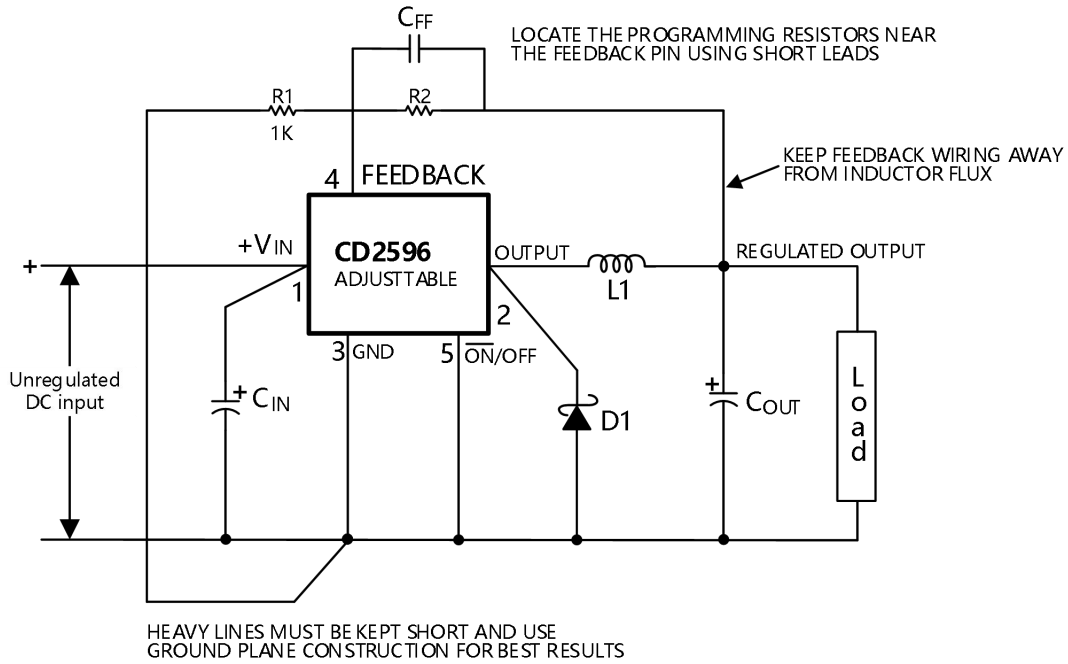 CFF
LOCATE THE PROGRAMMING RESISTORS NEAR
THE FEEDBACK PIN USING SHORT LEADS
R1
R2
1K
KEEP FEEDBACK WIRING AWAY
FROM INDUCTOR FLUX
4 FEEDBACK
+VIN
CD2596
ADJUSTTABLE
OUTPUT
REGULATED OUTPUT
+
1
L1
2
3 GND
5 ON/OFF
Unregulated
DC input
+ CIN
D1
+ COUT
Load
HEAVY LINES MUST BE KEPT SHORT AND USE
GROUND PLANE CONSTRUCTION FOR BEST RESULTS